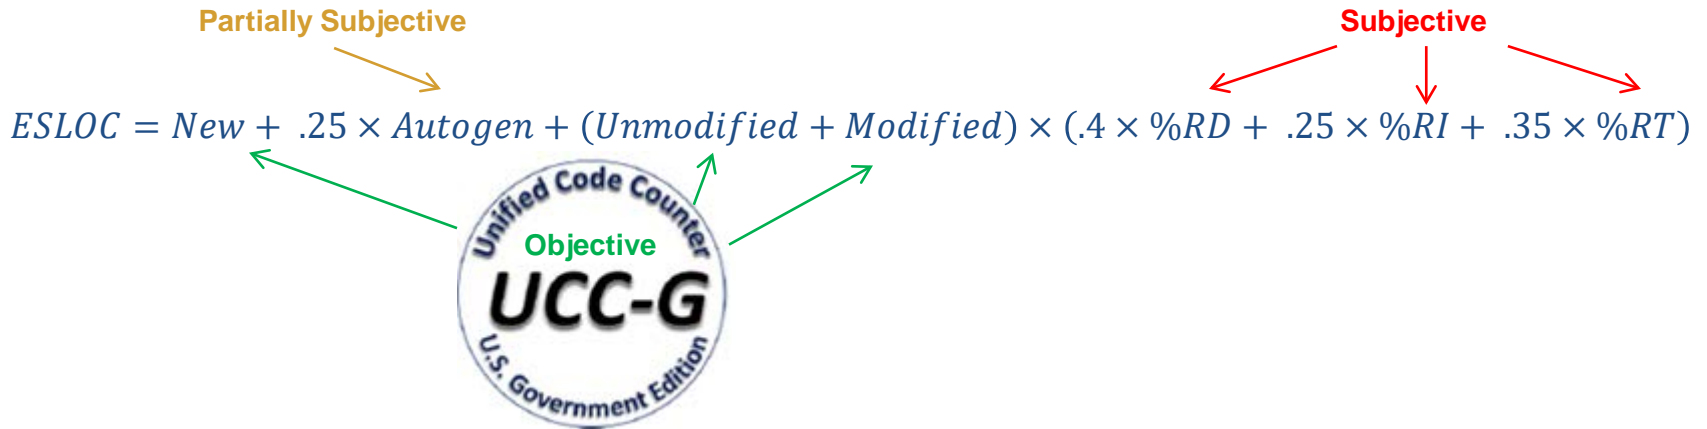 Partially Subjective
Subjective
ESLOC = New + .25 × Autogen + (Unmodified + Modified) × (.4 × %RD + .25 × %RI + .35 × %RT)
Unified Code Counter
Objective
UCC-G
U.S. Government Edition